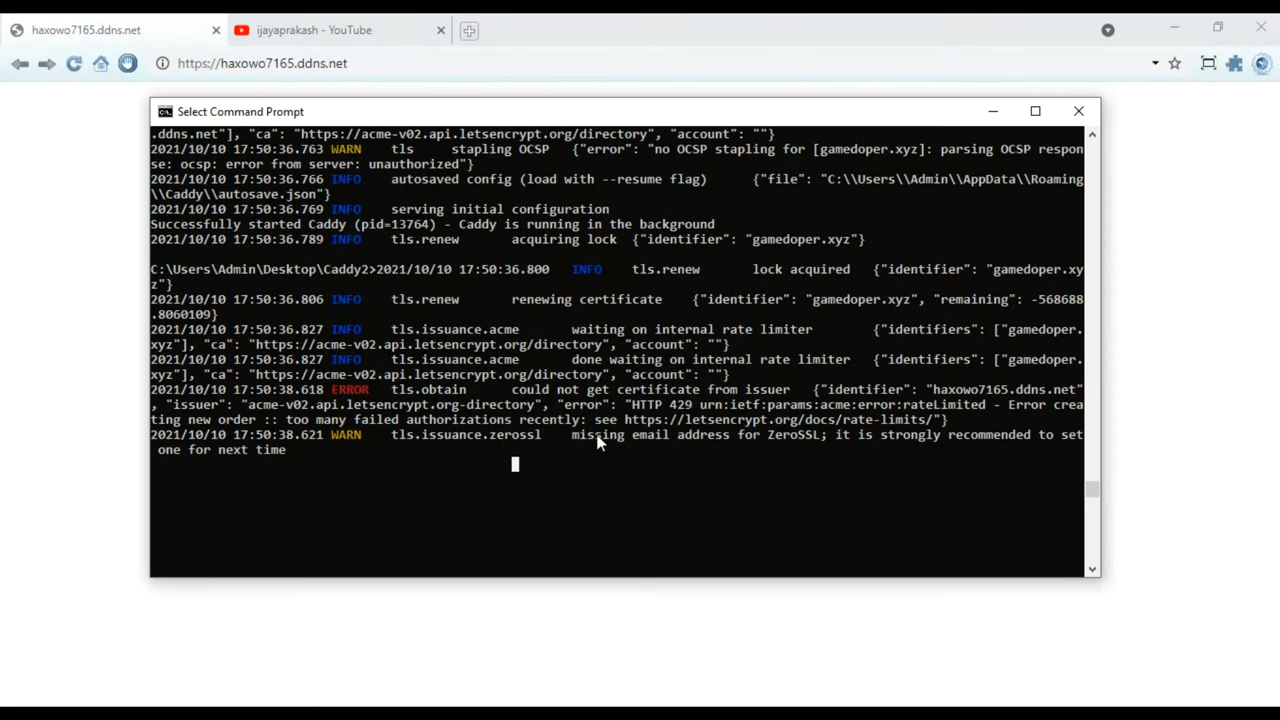 haxowo7165.ddns.net
ijayaprakash - YouTube
https://haxowo7165.ddns.net
Select Command Prompt
.ddns.net"], "ca": "https://acme-v02.api.letsencrypt.org/directory", "account": ""}
2021/10/10 17:50:36.763 WARN tls stapling OCSP {"error": "no OCSP stapling for [gamedoper.xyz]: parsing OCSP respon
se: ocsp: error from server: unauthorized"}
2021/10/10 17:50:36.766 INFO autosaved config (load with --resume flag) {"file": "C:\\Users\\Admin\\AppData\\Roaming
\\Caddy\\autosave.json"}
2021/10/10 17:50:36.769 INFO serving initial configuration
Successfully started Caddy (pid=13764) - Caddy is running in the background
2021/10/10 17:50:36.789 INFO tls.renew acquiring lock {"identifier": "gamedoper.xyz"}
C:\Users\Admin\Desktop\Caddy2>2021/10/10 17:50:36.800 INFO tls.renew lock acquired {"identifier": "gamedoper.xy
z"}
2021/10/10 17:50:36.806 INFO tls.renew renewing certificate {"identifier": "gamedoper.xyz", "remaining": -568688
.8060109}
2021/10/10 17:50:36.827 INFO tls.issuance.acme waiting on internal rate limiter {"identifiers": ["gamedoper.
xyz"], "ca": "https://acme-v02.api.letsencrypt.org/directory", "account": ""}
2021/10/10 17:50:36.827 INFO tls.issuance.acme done waiting on internal rate limiter {"identifiers": ["gamedoper.
xyz"], "ca": "https://acme-v02.api.letsencrypt.org/directory", "account": ""}
2021/10/10 17:50:38.618 ERROR tls.obtain could not get certificate from issuer {"identifier": "haxowo7165.ddns.net"
, "issuer": "acme-v02.api.letsencrypt.org-directory", "error": "HTTP 429 urn:ietf:params:acme:error:rateLimited - Error crea
ting new order :: too many failed authorizations recently: see https://letsencrypt.org/docs/rate-limits/"}
2021/10/10 17:50:38.621 WARN tls.issuance.zerossl missing email address for ZeroSSL; it is strongly recommended to set
one for next time